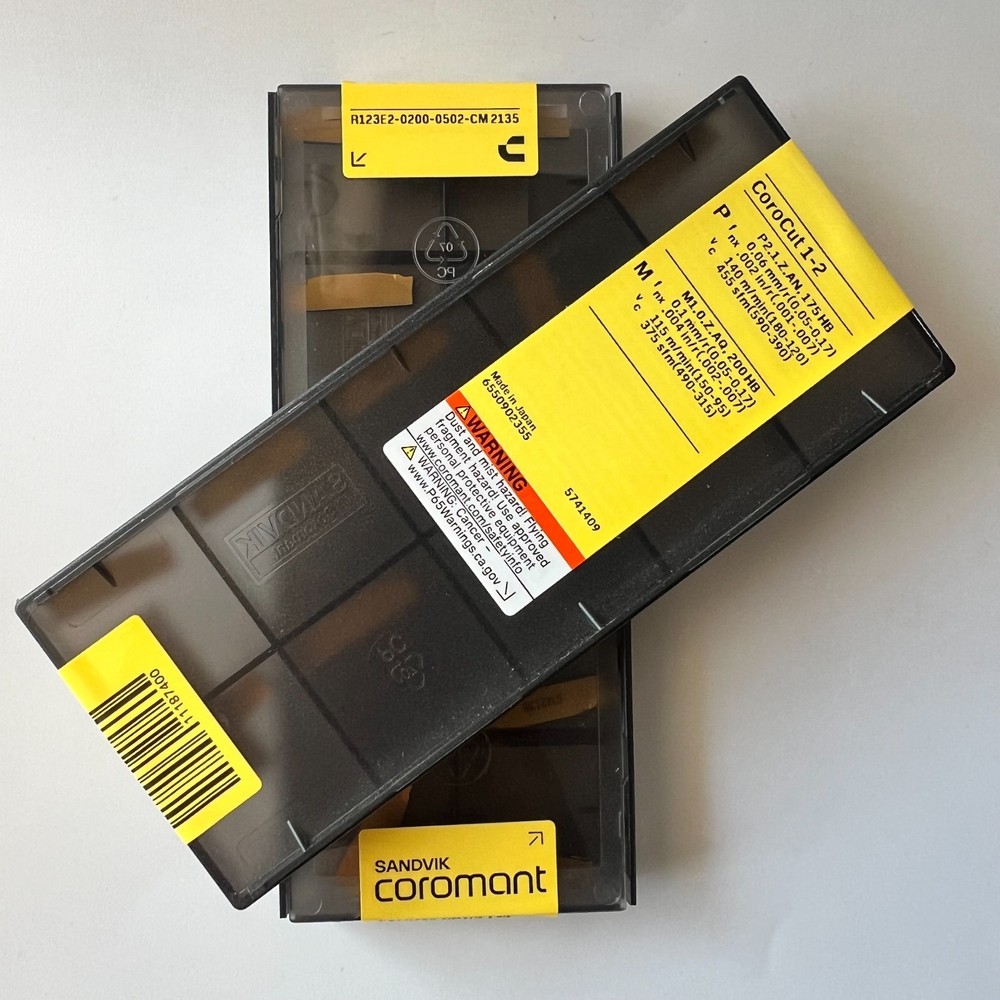 R123E2-0200-0502-CM 2135
07
PC
CoroCut 1-2
P P2.1.Z.AN, 175 HB
fnx 0,06 mm/r(0,05-0,17)
.002 in/r(.001-.007)
vc 140 m/min(180-120)
455 sfm(590-390)
M M1.0.Z.AQ, 200 HB
fnx 0,1 mm/r(0,05-0,17)
.004 in/r(.002-.007)
vc 115 m/min(150-95)
375 sfm(490-315)
Made in Japan
6550902355
5741409
⚠WARNING
Dust and mist hazard! Flying
fragment hazard! Use approved
personal protective equipment
www.coromant.com/safetyinfo
⚠ WARNING: Cancer –
www.P65Warnings.ca.gov
SANDVIK
Coromant
11187400
SANDVIK
coromant